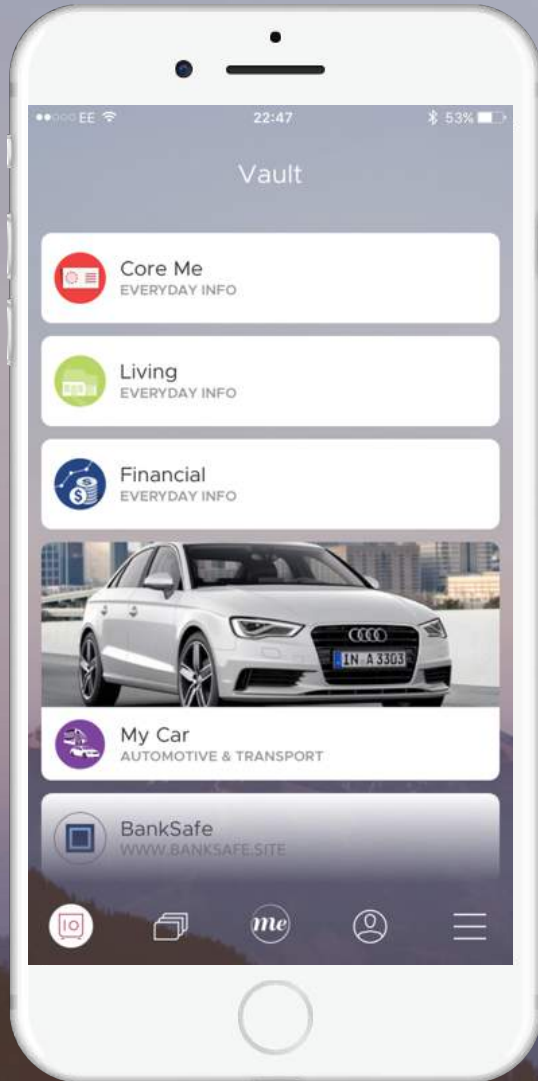 EE 22:47 53%
Vault
Core Me
EVERYDAY INFO
Living
EVERYDAY INFO
Financial
EVERYDAY INFO
IN A 3303
My Car
AUTOMOTIVE & TRANSPORT
BankSafe
WWW.BANKSAFE.SITE
me